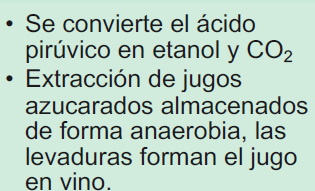 • Se convierte el ácido
pirúvico en etanol y CO₂
• Extracción de jugos
azucarados almacenados
de forma anaerobia, las
levaduras forman el jugo
en vino.